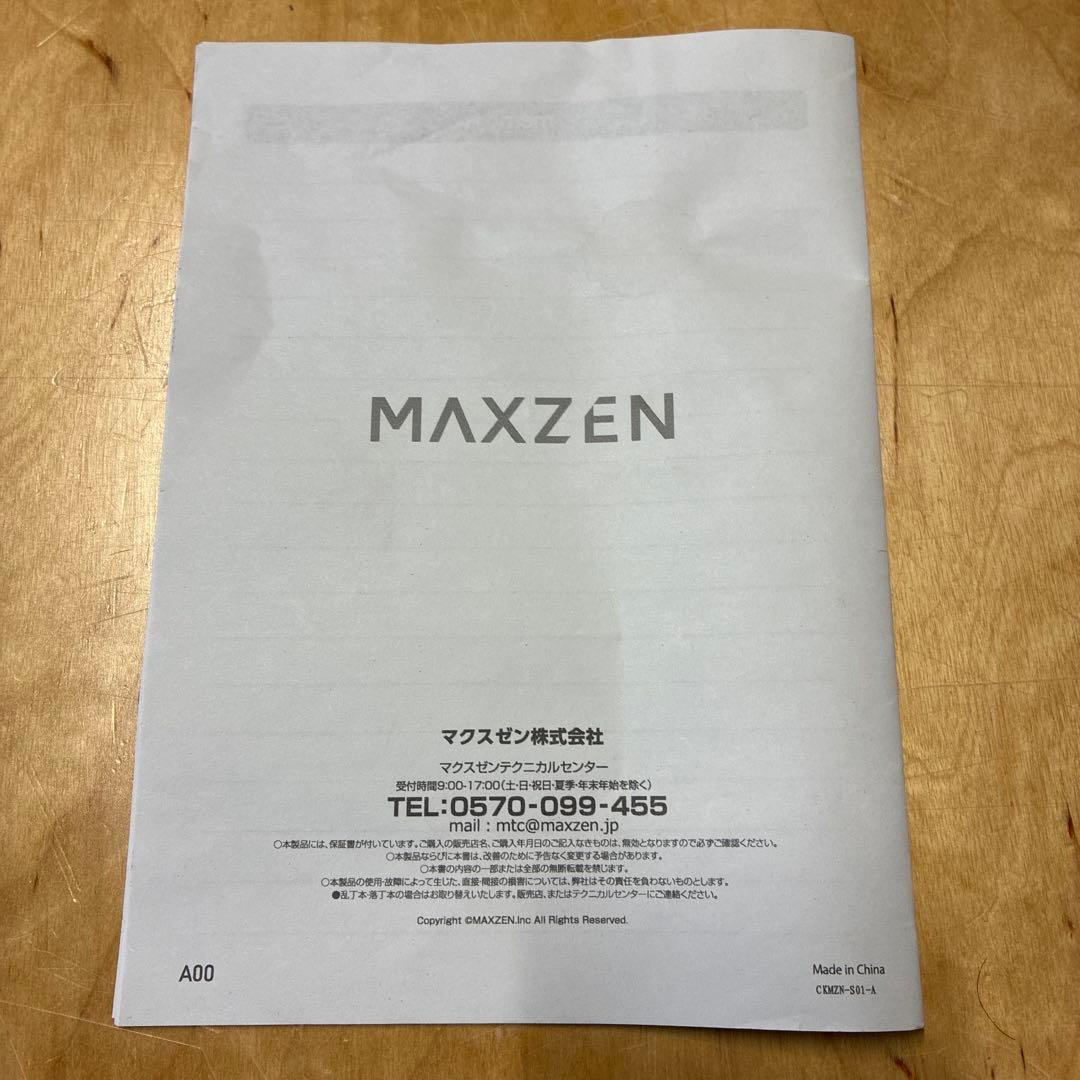 MAXZEN
マクスゼン株式会社
マクスゼンテクニカルセンター
受付時間9:00-17:00(土・日・祝日・夏季・年末年始を除く)
TEL:0570-099-455
mail : mtc@maxzen.jp
○本製品には、保証書が付いています。ご購入の販売店名、ご購入年月日のご記入なきものは、無効となりますので必ずご確認ください。
○本製品ならびに本書は、改善のために予告なく変更する場合があります。
○本書の内容の一部または全部の無断転載を禁じます。
○本製品の使用・故障によって生じた、直接・間接の損害については、弊社はその責任を負わないものとします。
●乱丁本・落丁本の場合はお取り替えいたします。販売店、またはテクニカルセンターにご連絡ください。
Copyright ©MAXZEN.Inc All Rights Reserved.
A00
Made in China
CKMZN-S01-A